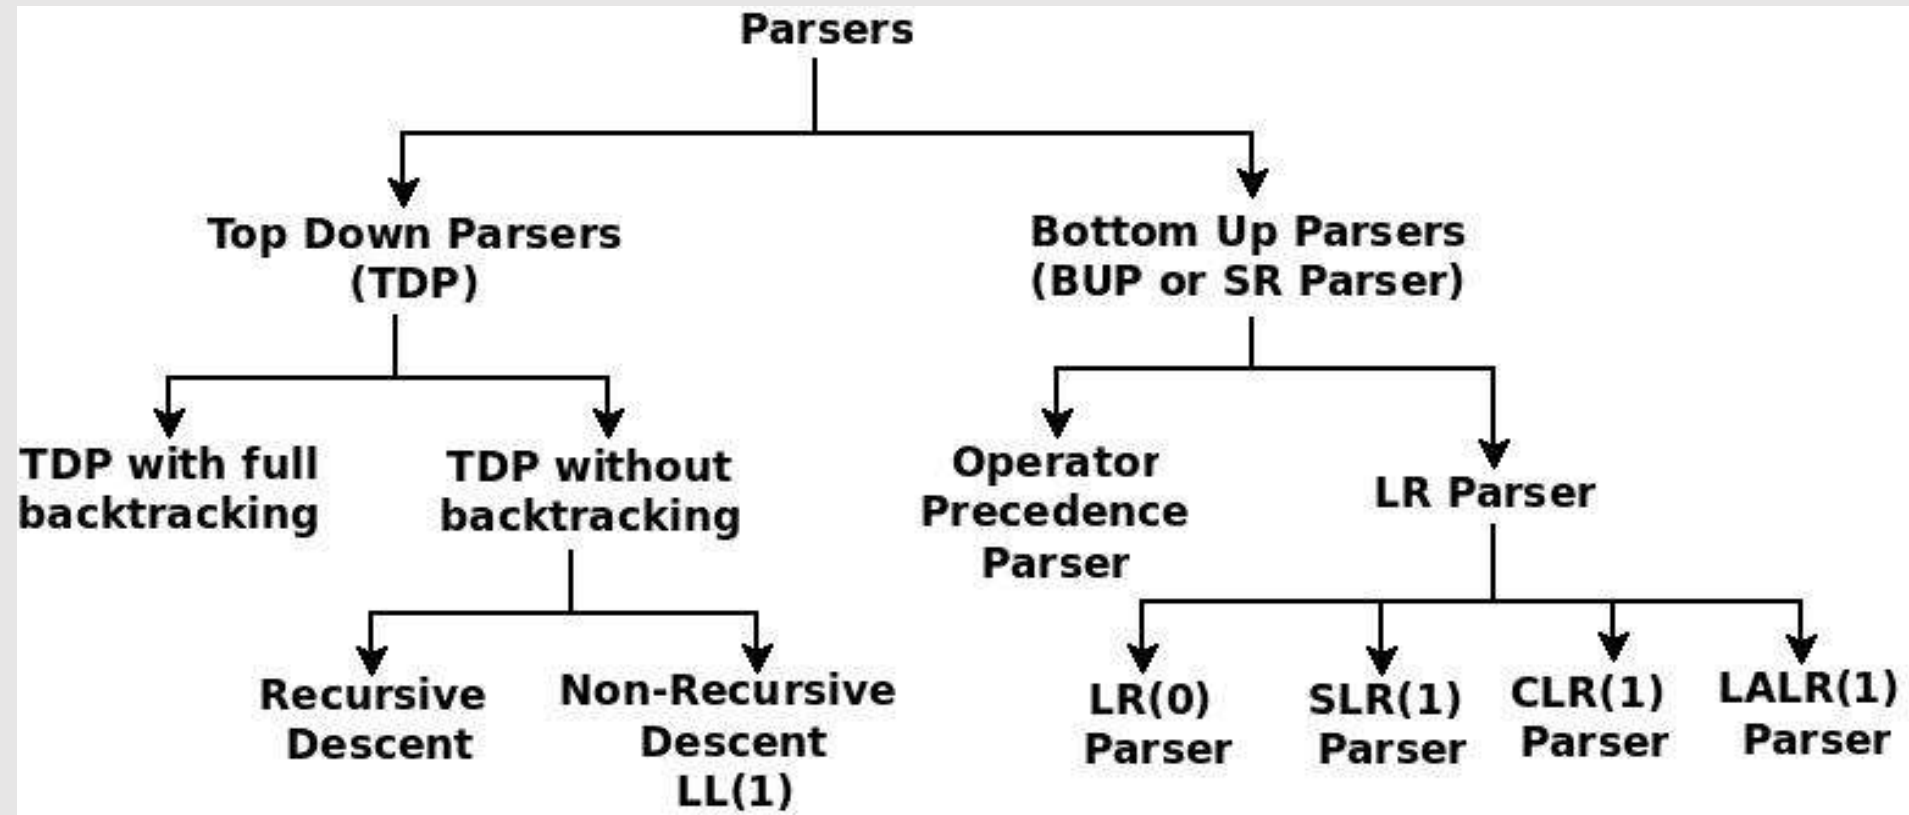 Parsers
Top Down Parsers
(TDP)
Bottom Up Parsers
(BUP or SR Parser)
TDP with full
backtracking
TDP without
backtracking
Operator
Precedence
Parser
LR Parser
Recursive
Descent
Non-Recursive
Descent
LL(1)
LR(0)
Parser
SLR(1)
Parser
CLR(1)
Parser
LALR(1)
Parser